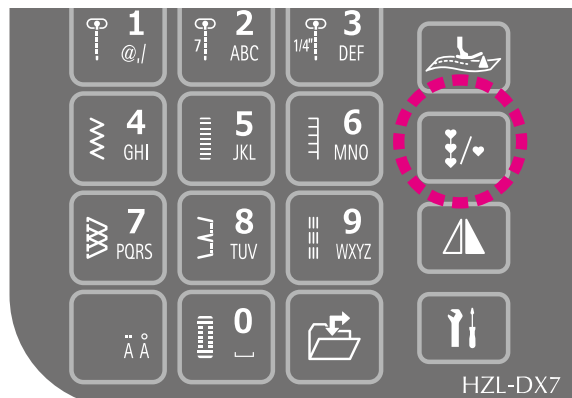 1 2 3
@,/ 7 ABC 1/4" DEF
4 5 6
GHI JKL MNO
7 8 9
PQRS TUV WXYZ
Ä Å 0
HZL-DX7